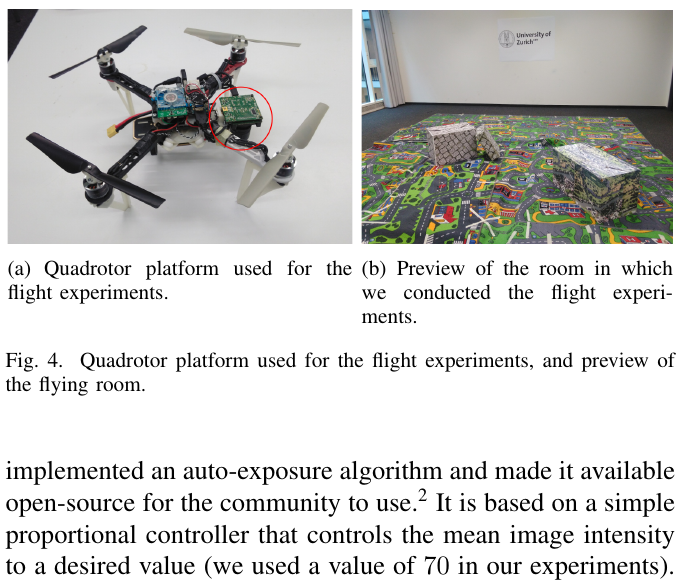 University of
Zurich
(a) Quadrotor platform used for the
flight experiments.
(b) Preview of the room in which
we conducted the flight experi-
ments.
Fig. 4. Quadrotor platform used for the flight experiments, and preview of
the flying room.
implemented an auto-exposure algorithm and made it available
open-source for the community to use.2 It is based on a simple
proportional controller that controls the mean image intensity
to a desired value (we used a value of 70 in our experiments).